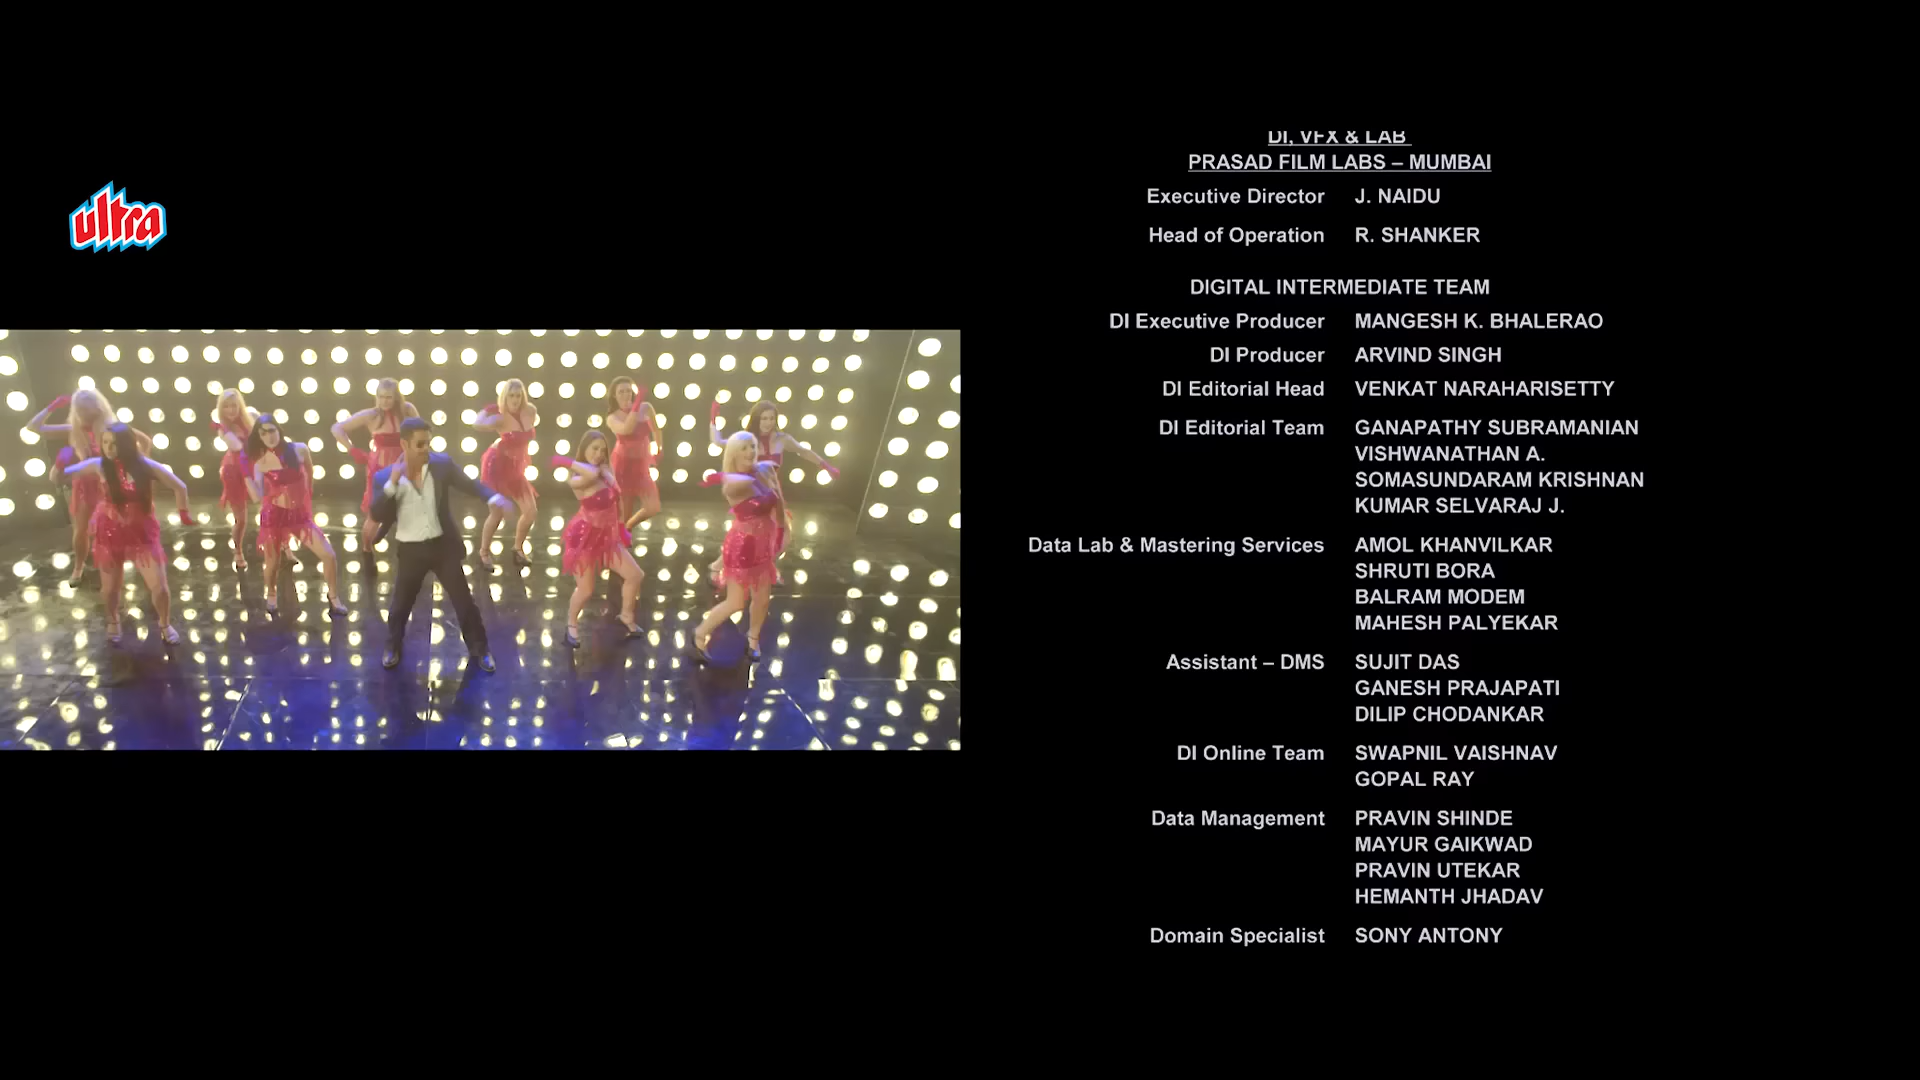 ultra
DI, VFX & LAB
PRASAD FILM LABS – MUMBAI
Executive Director J. NAIDU
Head of Operation R. SHANKER
DIGITAL INTERMEDIATE TEAM
DI Executive Producer MANGESH K. BHALERAO
DI Producer ARVIND SINGH
DI Editorial Head VENKAT NARAHARISETTY
DI Editorial Team GANAPATHY SUBRAMANIAN
VISHWANATHAN A.
SOMASUNDARAM KRISHNAN
KUMAR SELVARAJ J.
Data Lab & Mastering Services AMOL KHANVILKAR
SHRUTI BORA
BALRAM MODEM
MAHESH PALYEKAR
Assistant – DMS SUJIT DAS
GANESH PRAJAPATI
DILIP CHODANKAR
DI Online Team SWAPNIL VAISHNAV
GOPAL RAY
Data Management PRAVIN SHINDE
MAYUR GAIKWAD
PRAVIN UTEKAR
HEMANTH JHADAV
Domain Specialist SONY ANTONY